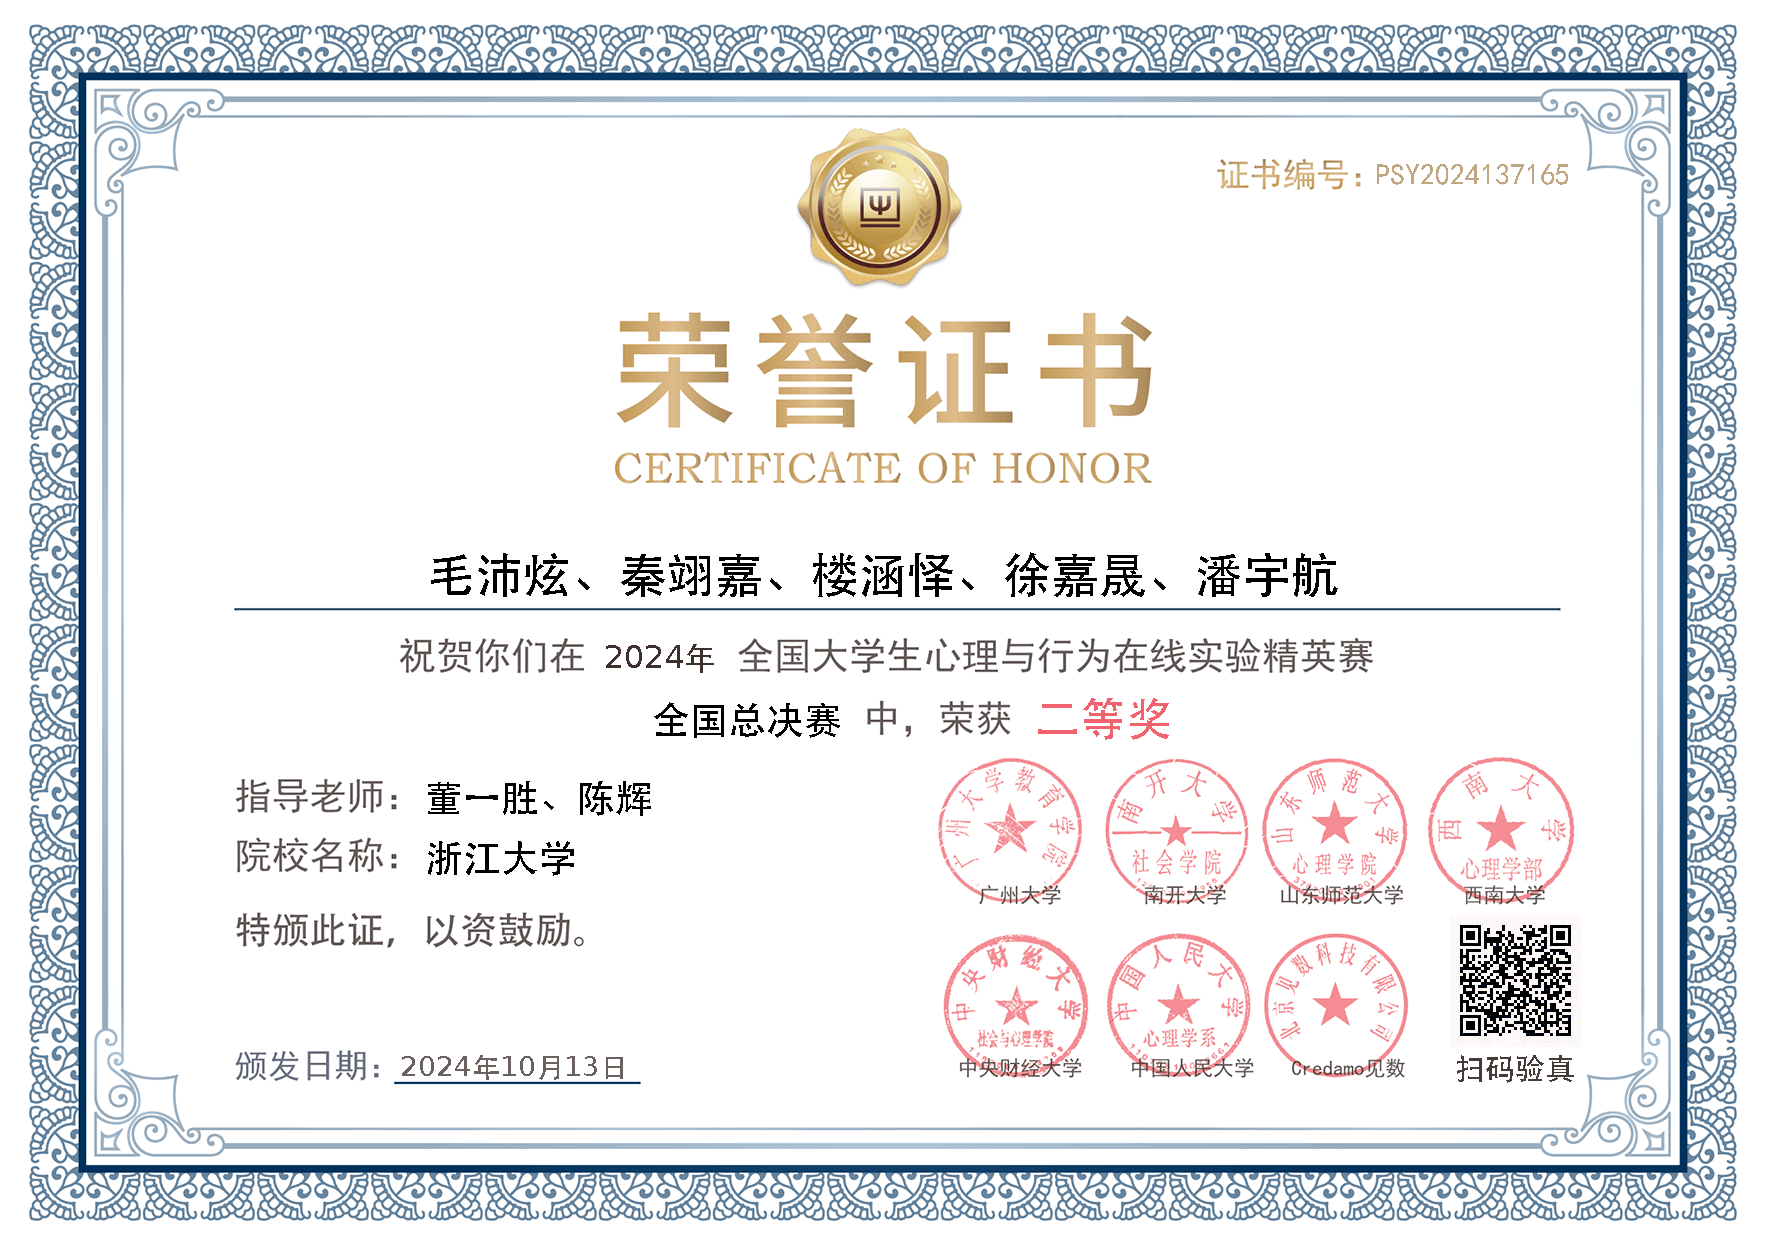 证书编号：PSY2024137165
荣誉证书
CERTIFICATE OF HONOR
毛沛炫、秦翊嘉、楼涵怿、徐嘉晟、潘宇航
祝贺你们在 2024年 全国大学生心理与行为在线实验精英赛
全国总决赛 中，荣获 二等奖
指导老师：董一胜、陈辉
院校名称：浙江大学
特颁此证，以资鼓励。
颁发日期：2024年10月13日
广州大学教育学院
广州大学
南开大学
社会学院
南开大学
山东师范大学
心理学院
山东师范大学
西南大学
心理学部
西南大学
中央财经大学
社会与心理学院
中央财经大学
中国人民大学
心理学系
中国人民大学
北京见数科技有限公司
Credamo见数
扫码验真